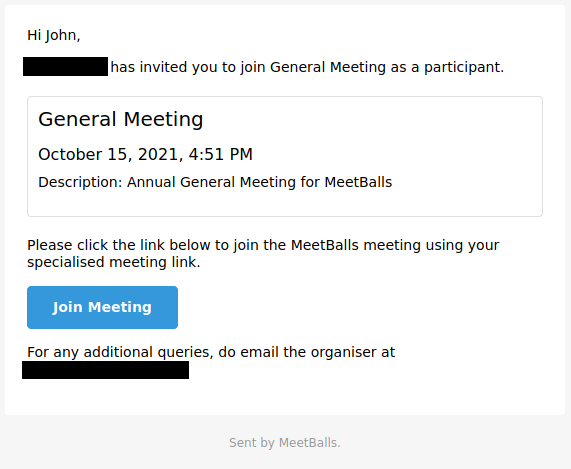 Hi John,
has invited you to join General Meeting as a participant.
General Meeting
October 15, 2021, 4:51 PM
Description: Annual General Meeting for MeetBalls
Please click the link below to join the MeetBalls meeting using your
specialised meeting link.
Join Meeting
For any additional queries, do email the organiser at
Sent by MeetBalls.